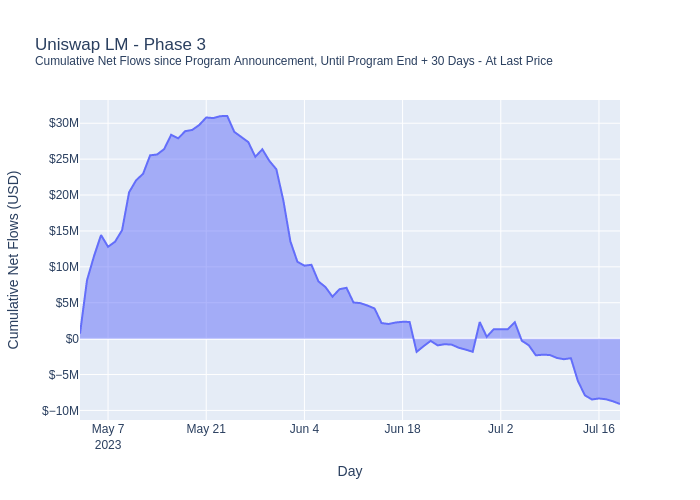 Uniswap LM - Phase 3
Cumulative Net Flows since Program Announcement, Until Program End + 30 Days - At Last Price
Cumulative Net Flows (USD)
$30M
$25M
$20M
$15M
$10M
$5M
$0
$−5M
$−10M
May 7
2023
May 21
Jun 4
Jun 18
Jul 2
Jul 16
Day